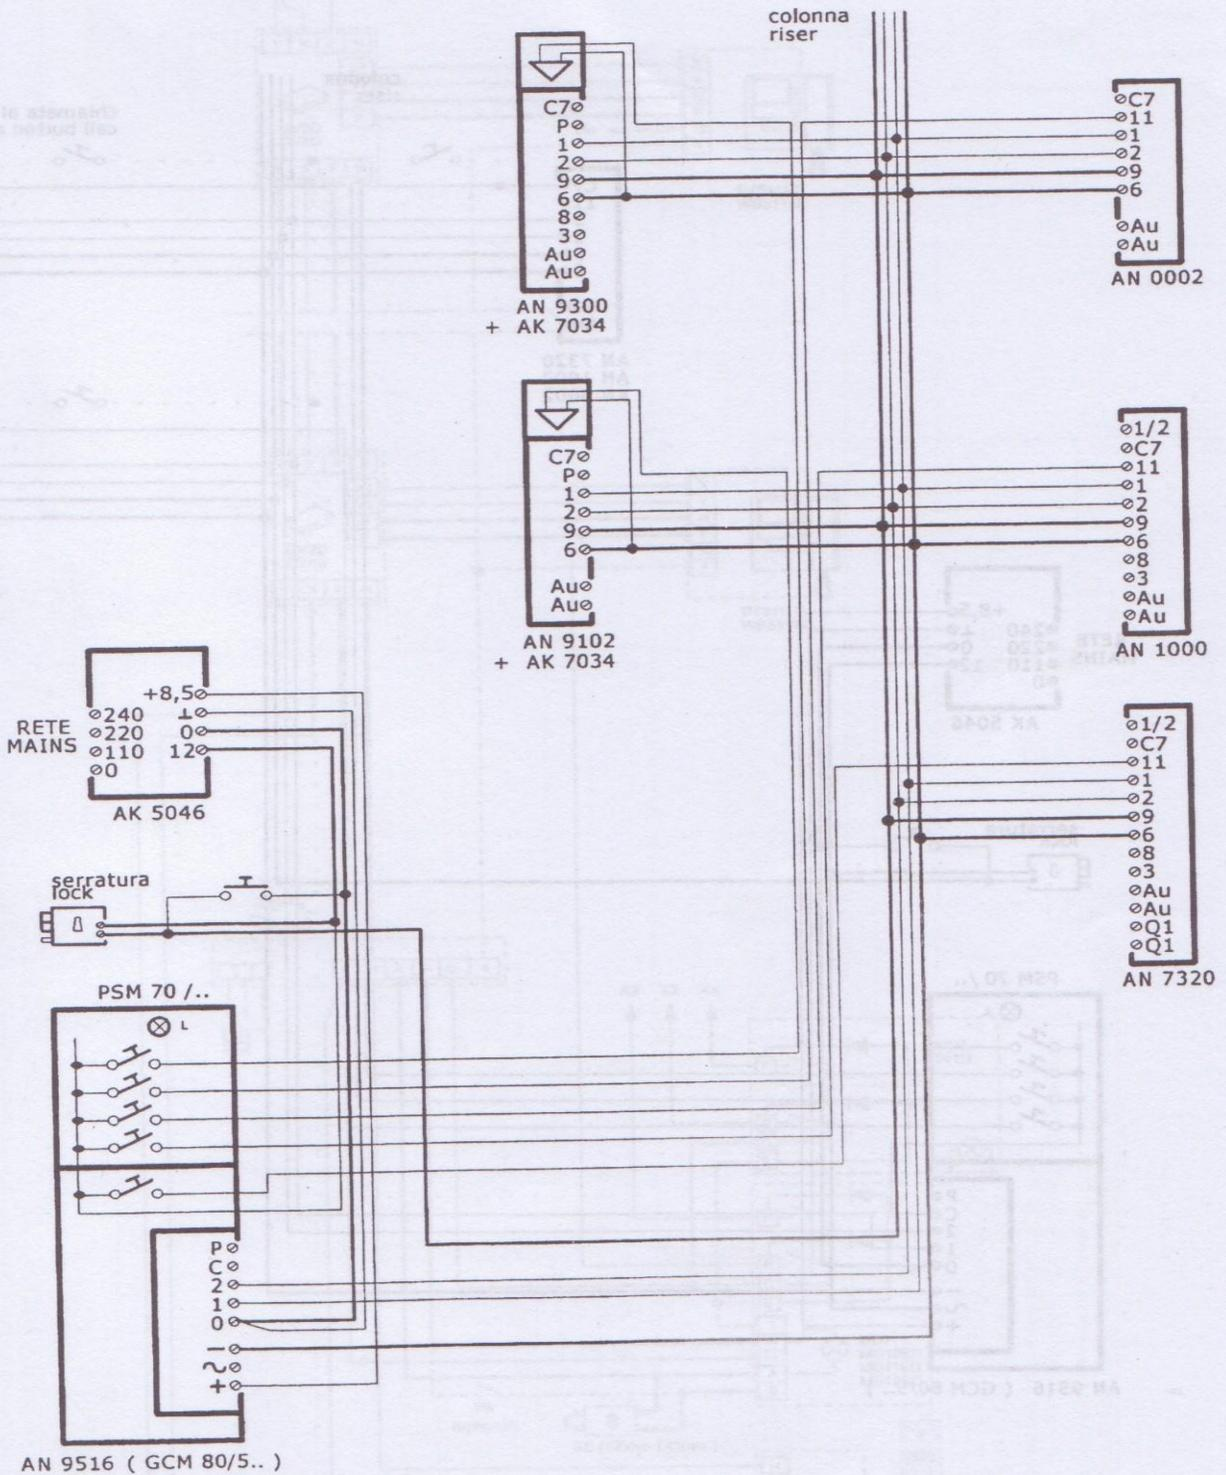 colonna
riser
C7
P
1
2
9
6
8
3
Au
Au
AN 9300
+ AK 7034
C7
11
1
2
9
6
Au
Au
AN 0002
C7
P
1
2
9
6
Au
Au
AN 9102
+ AK 7034
1/2
C7
11
1
2
9
6
8
3
Au
Au
AN 1000
RETE
MAINS
+8,5
240 ⊥
220 0
110 12
0
AK 5046
1/2
C7
11
1
2
9
6
8
3
Au
Au
Q1
Q1
AN 7320
serratura
lock
PSM 70 /..
L
P
C
2
1
0
−
~
+
AN 9516 ( GCM 80/5.. )